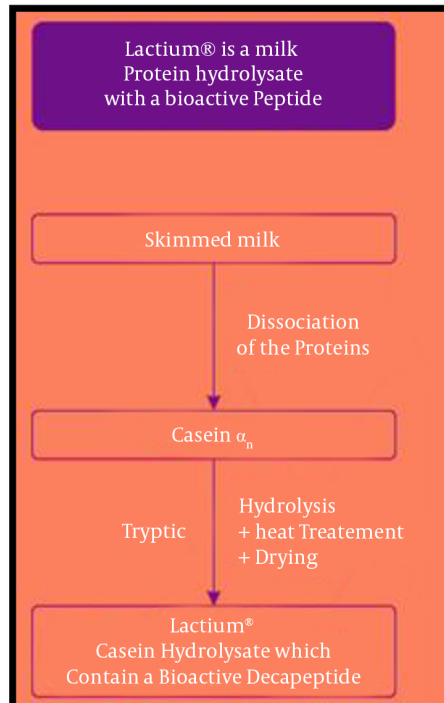 Lactium® is a milk
Protein hydrolysate
with a bioactive Peptide
Skimmed milk
Dissociation
of the Proteins
Casein αₙ
Tryptic
Hydrolysis
+ heat Treatement
+ Drying
Lactium®
Casein Hydrolysate which
Contain a Bioactive Decapeptide